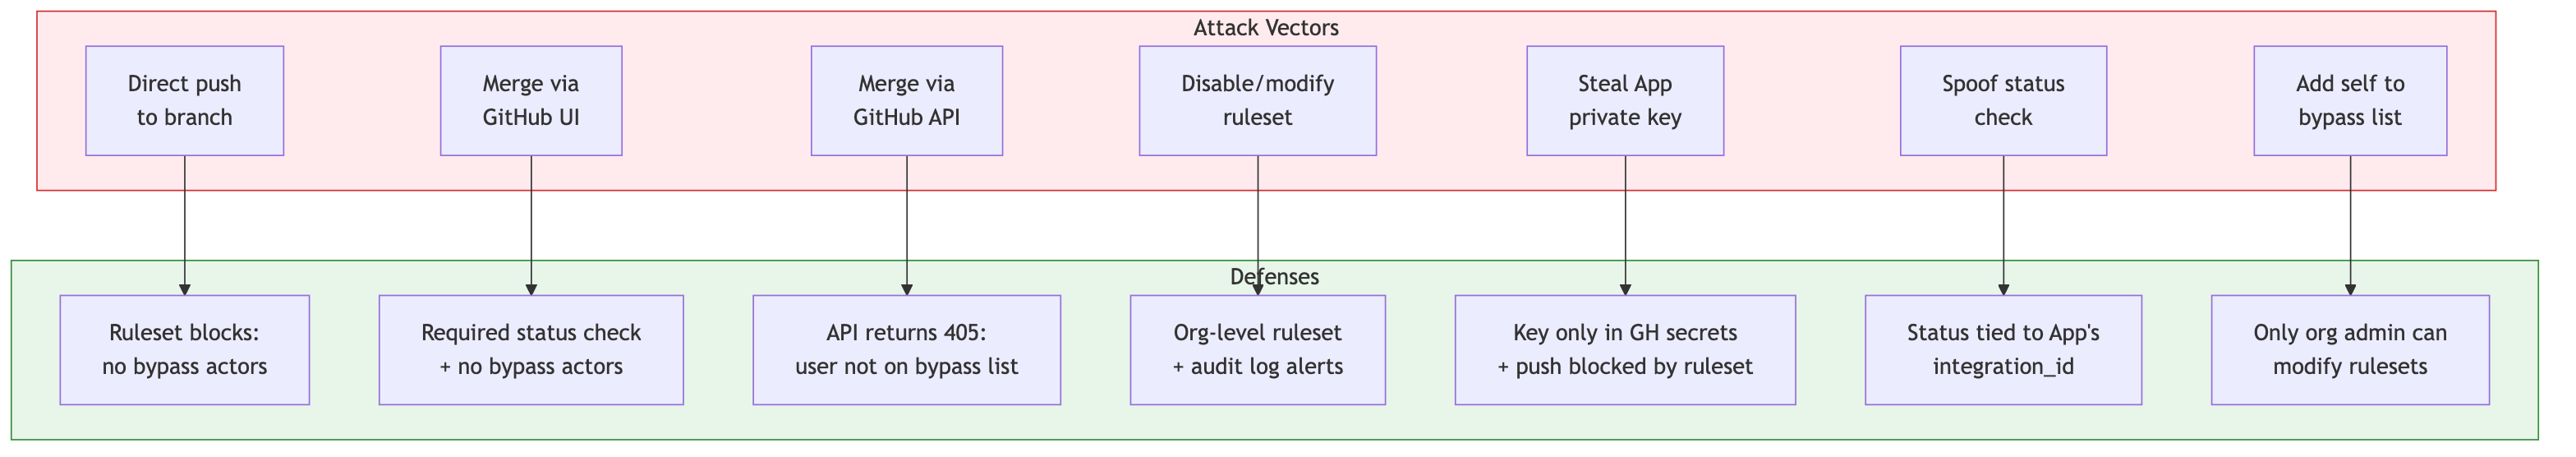 Attack Vectors
Direct push
to branch
Merge via
GitHub UI
Merge via
GitHub API
Disable/modify
ruleset
Steal App
private key
Spoof status
check
Add self to
bypass list
Defenses
Ruleset blocks:
no bypass actors
Required status check
+ no bypass actors
API returns 405:
user not on bypass list
Org-level ruleset
+ audit log alerts
Key only in GH secrets
+ push blocked by ruleset
Status tied to App's
integration_id
Only org admin can
modify rulesets